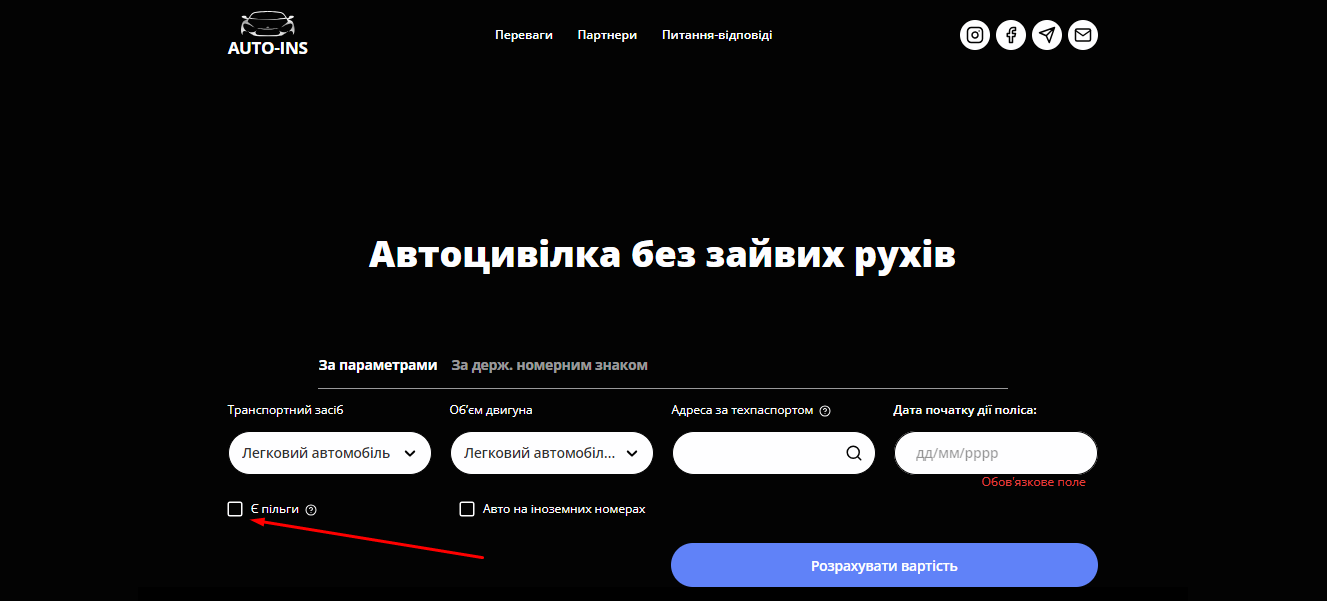 AUTO-INS
Переваги
Партнери
Питання-відповіді
Автоцивілка без зайвих рухів
За параметрами
За держ. номерним знаком
Транспортний засіб
Об'єм двигуна
Адреса за техпаспортом
Дата початку дії поліса:
Легковий автомобіль
Легковий автомобіл...
дд/мм/рррр
Обов'язкове поле
Є пільги
Авто на іноземних номерах
Розрахувати вартість